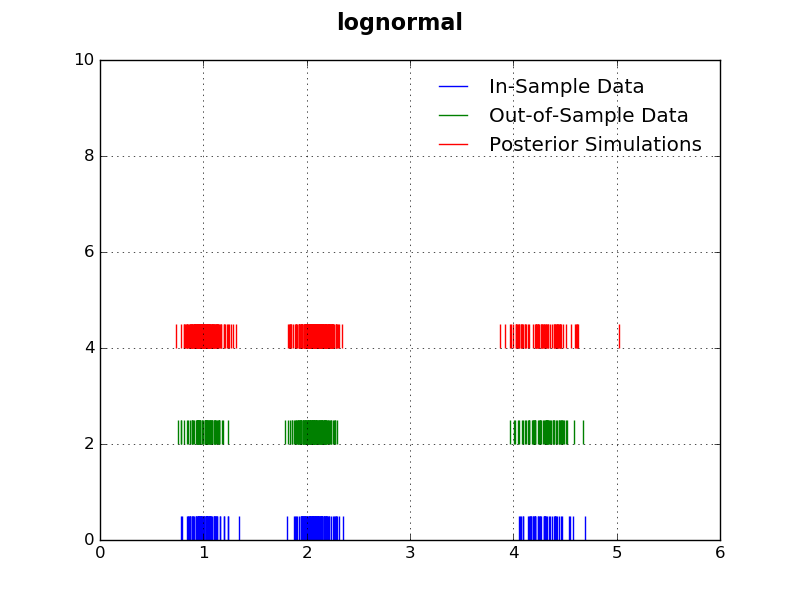 lognormal
In-Sample Data
Out-of-Sample Data
Posterior Simulations
10
8
6
4
2
0
0 1 2 3 4 5 6